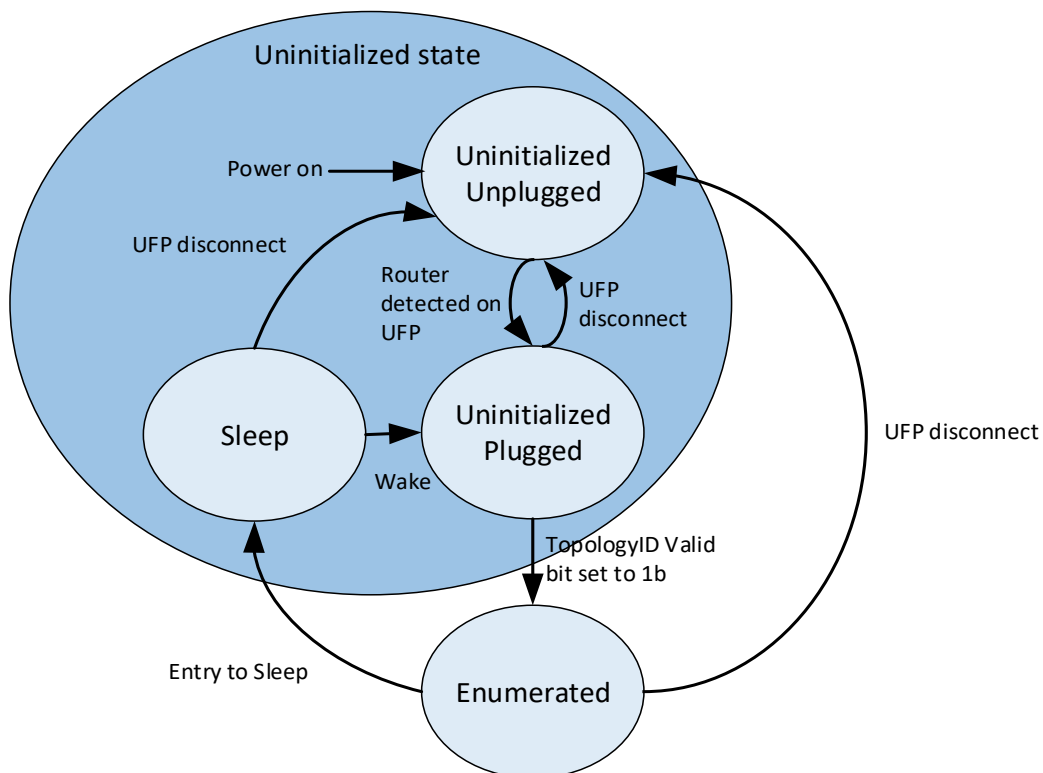 Uninitialized state
Uninitialized
Unplugged
Power on
UFP disconnect
Router
detected on
UFP
UFP
disconnect
Sleep
Uninitialized
Plugged
Wake
UFP disconnect
TopologyID Valid
bit set to 1b
Entry to Sleep
Enumerated